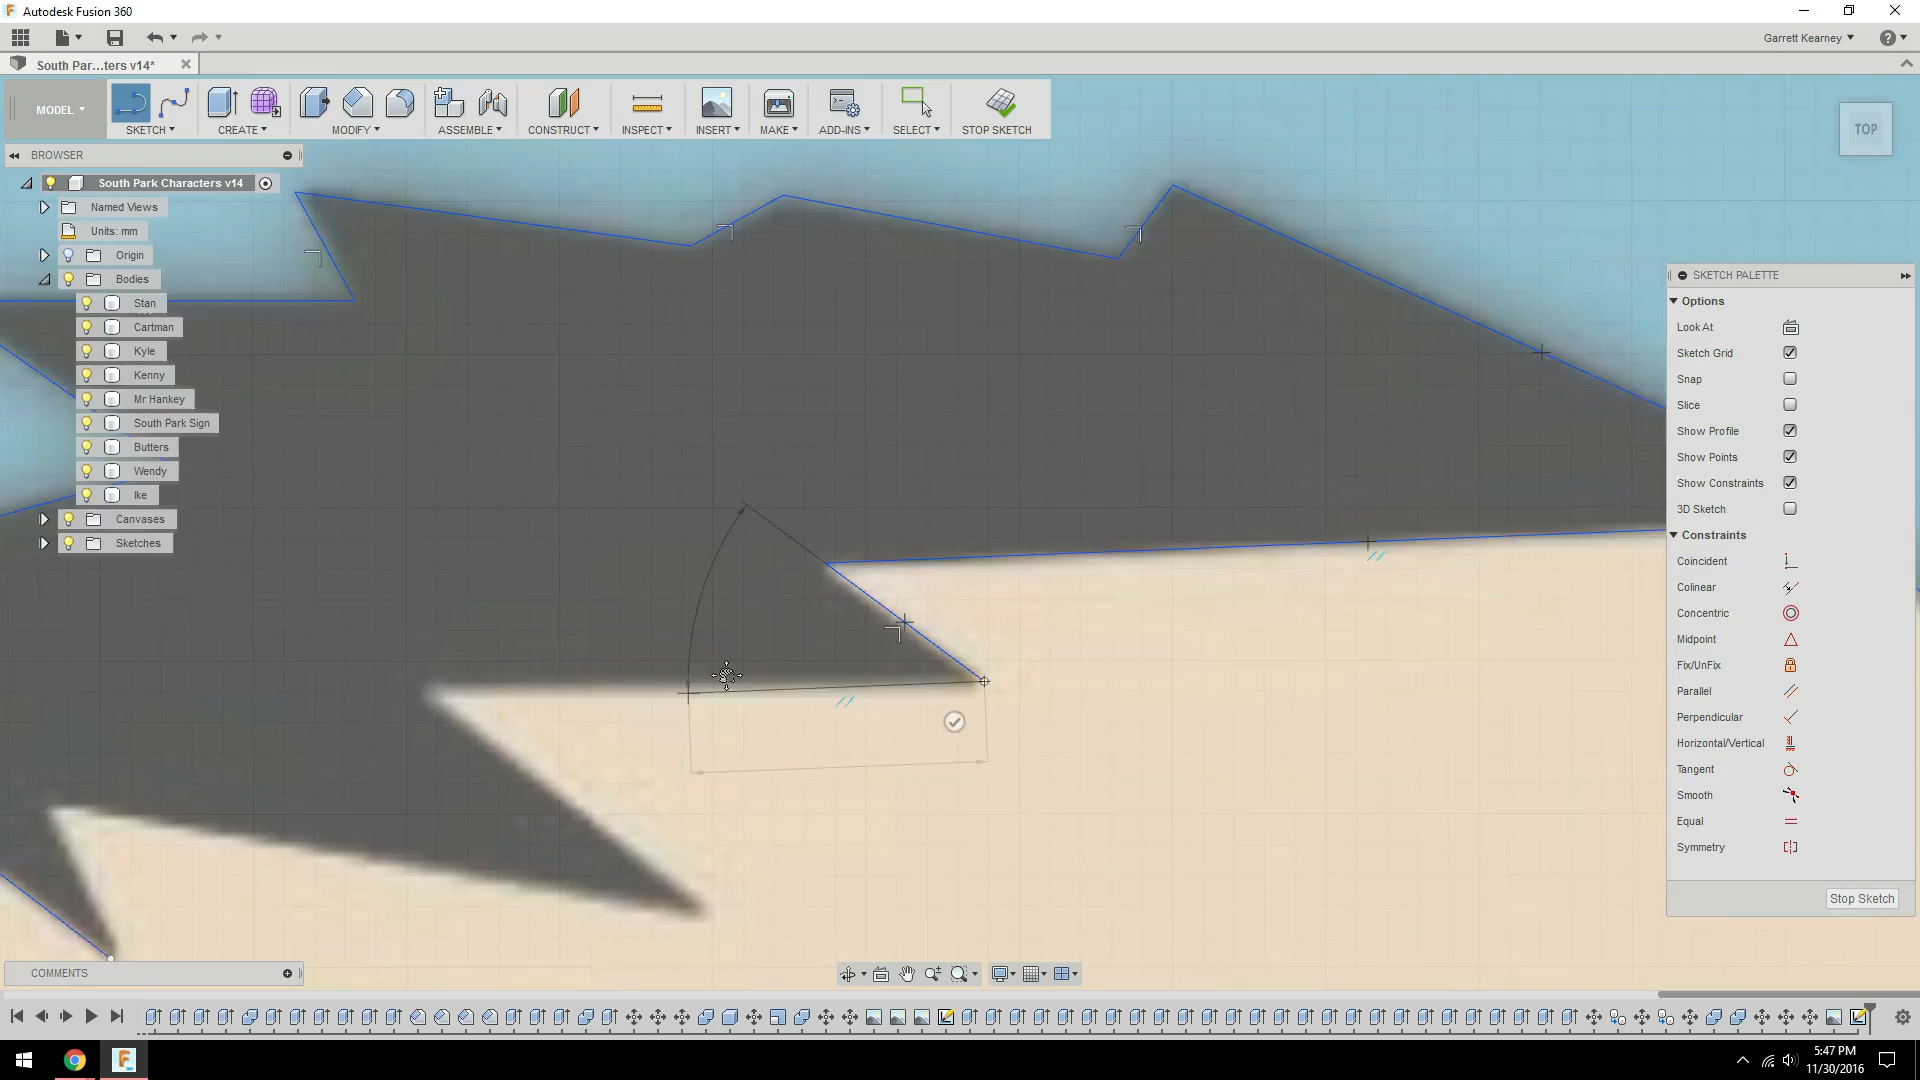 Autodesk Fusion 360
Garrett Kearney
South Par...ters v14*
MODEL
SKETCH
CREATE
MODIFY
ASSEMBLE
CONSTRUCT
INSPECT
INSERT
MAKE
ADD-INS
SELECT
STOP SKETCH
TOP
BROWSER
South Park Characters v14
Named Views
Units: mm
Origin
Bodies
Stan
Cartman
Kyle
Kenny
Mr Hankey
South Park Sign
Butters
Wendy
Ike
Canvases
Sketches
SKETCH PALETTE
Options
Look At
Sketch Grid
Snap
Slice
Show Profile
Show Points
Show Constraints
3D Sketch
Constraints
Coincident
Colinear
Concentric
Midpoint
Fix/UnFix
Parallel
Perpendicular
Horizontal/Vertical
Tangent
Smooth
Equal
Symmetry
Stop Sketch
COMMENTS
5:47 PM
11/30/2016